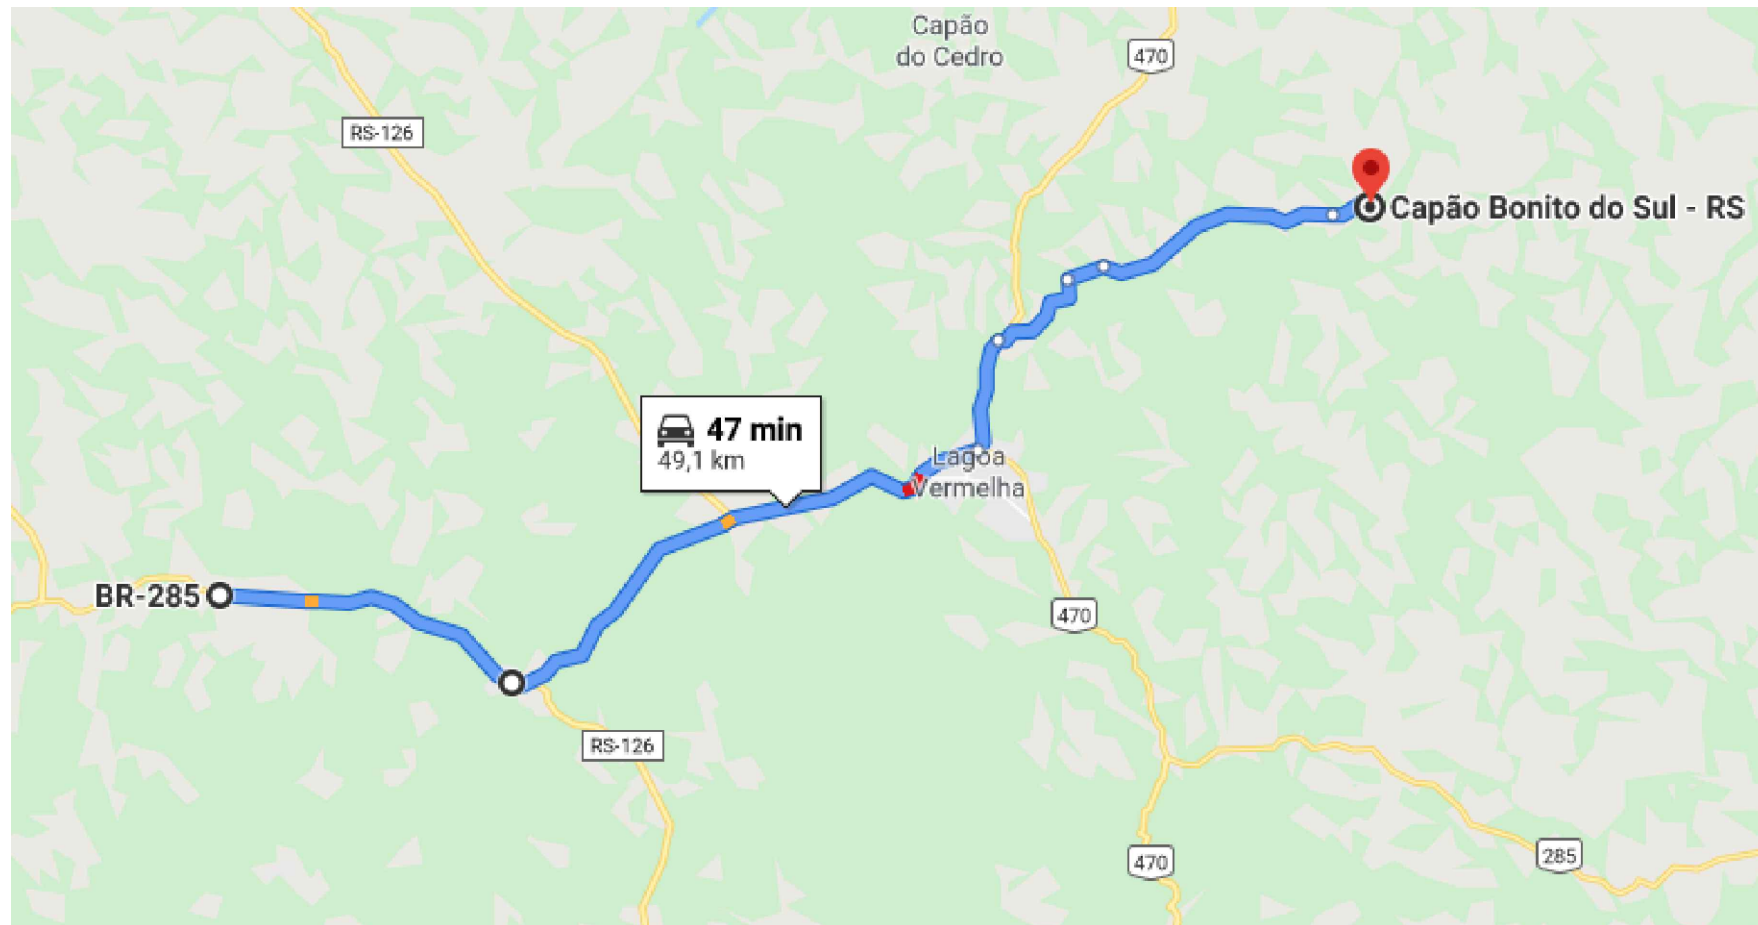 Capão
do Cedro
470
RS-126
Capão Bonito do Sul - RS
47 min
49,1 km
Lagoa
Vermelha
BR-285
470
RS-126
285
470